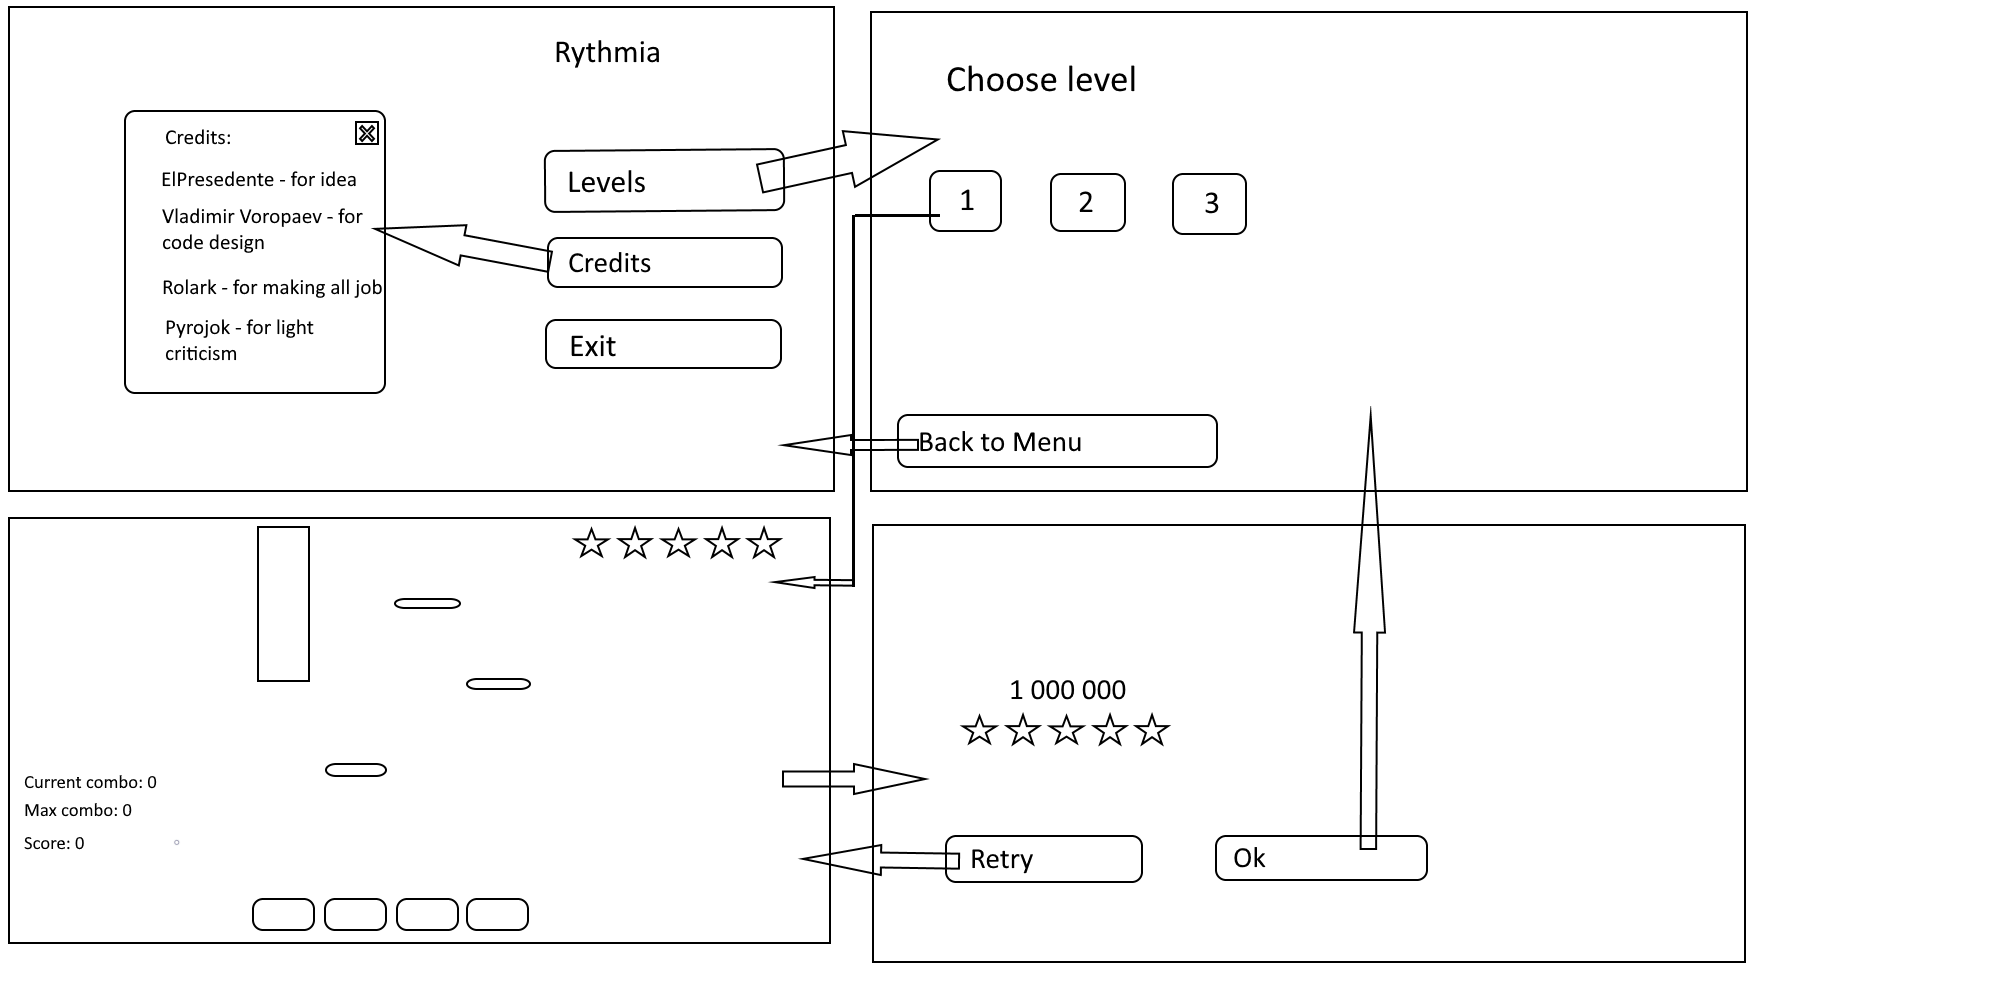 Rythmia
Credits:
ElPresedente - for idea
Vladimir Voropaev - for
code design
Rolark - for making all job
Pyrojok - for light
criticism
Levels
Credits
Exit
Choose level
1
2
3
Back to Menu
Current combo: 0
Max combo: 0
Score: 0
1 000 000
Retry
Ok